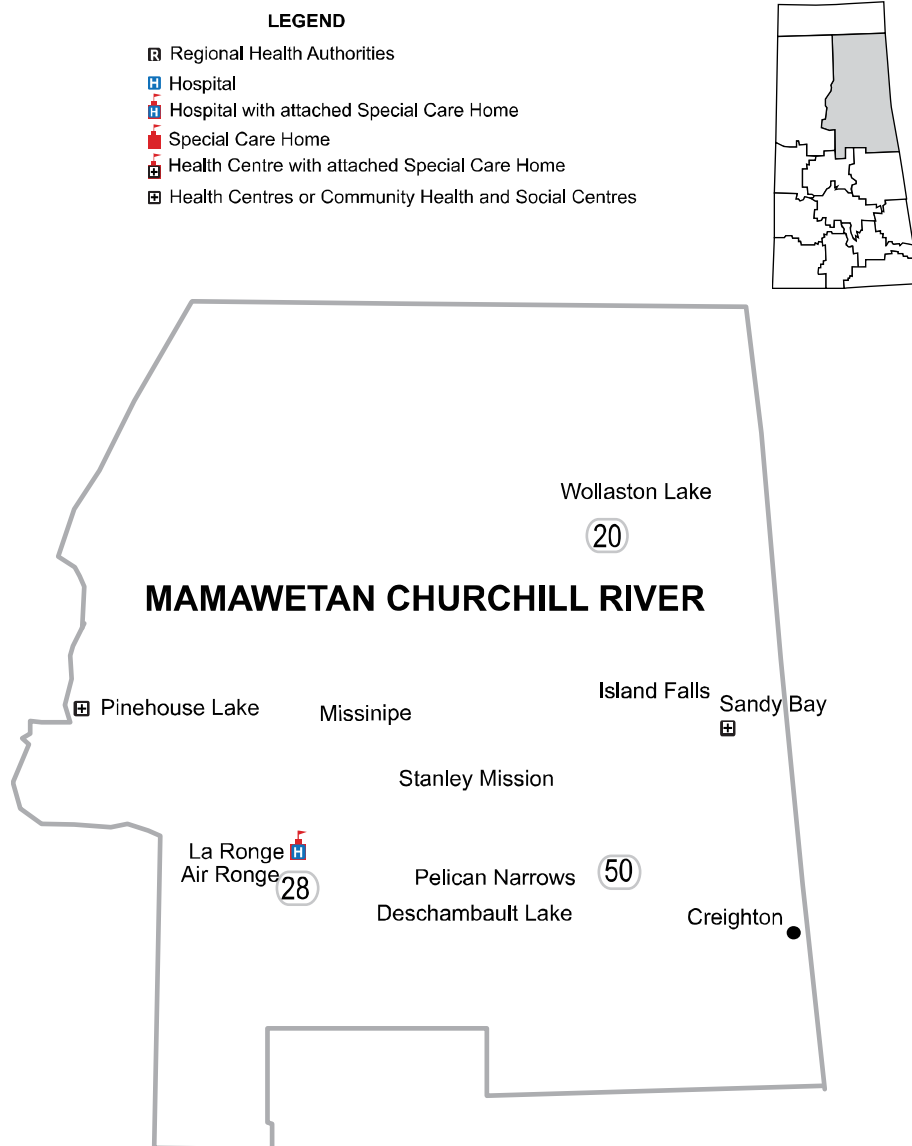 LEGEND
R Regional Health Authorities
H Hospital
H Hospital with attached Special Care Home
Special Care Home
Health Centre with attached Special Care Home
Health Centres or Community Health and Social Centres
Wollaston Lake
20
MAMAWETAN CHURCHILL RIVER
Island Falls
Sandy Bay
Pinehouse Lake
Missinipe
Stanley Mission
La Ronge H
Air Ronge
28
Pelican Narrows
50
Deschambault Lake
Creighton